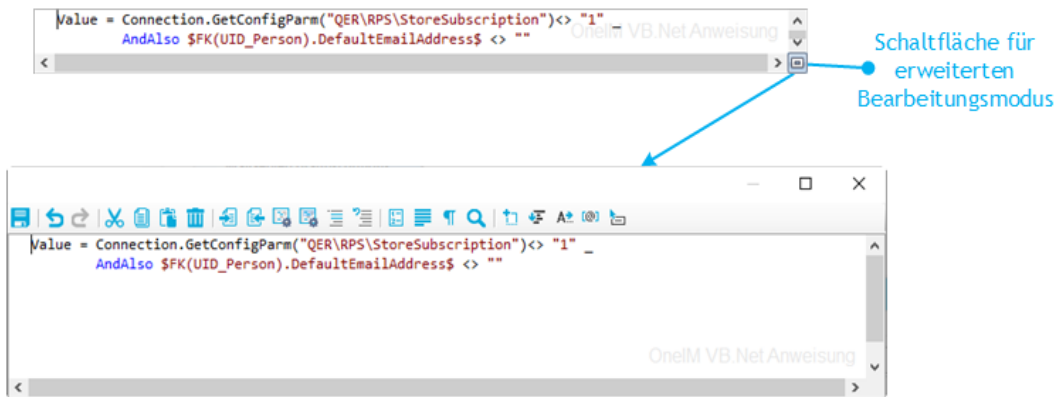 Value = Connection.GetConfigParm("QER\RPS\StoreSubscription")<> "1" _
AndAlso $FK(UID_Person).DefaultEmailAddress$ <> ""
OneIM VB.Net Anweisung
Schaltfläche für
erweiterten
Bearbeitungsmodus
Value = Connection.GetConfigParm("QER\RPS\StoreSubscription")<> "1" _
AndAlso $FK(UID_Person).DefaultEmailAddress$ <> ""
OneIM VB.Net Anweisung